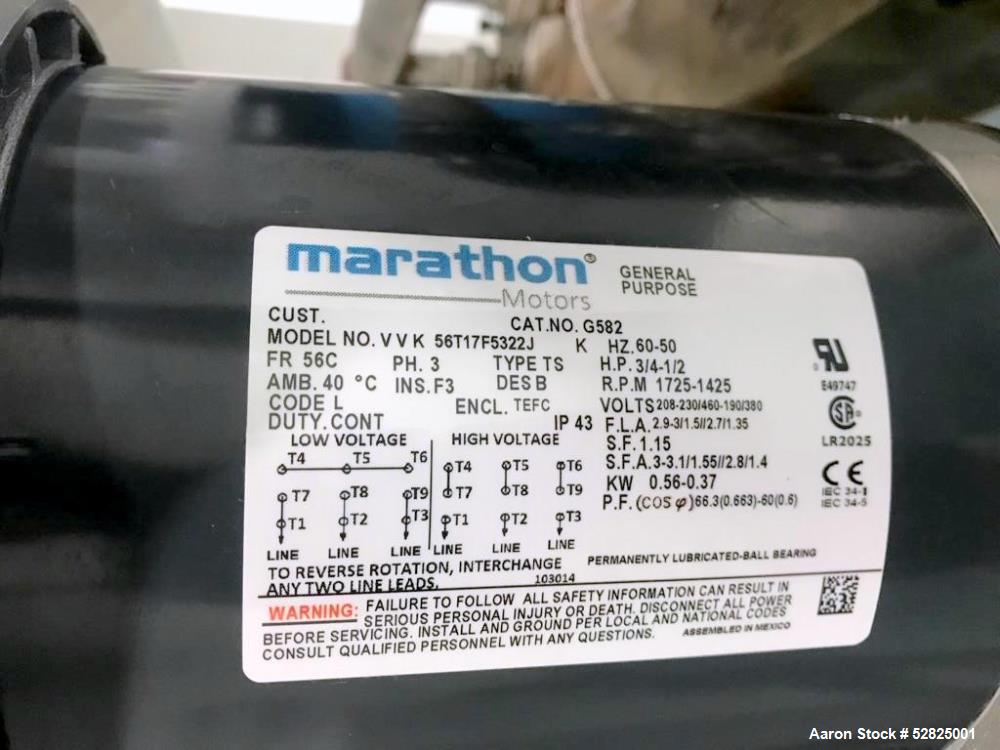 marathon®
Motors
GENERAL
PURPOSE
CUST.
CAT.NO. G582
MODEL NO. V V K 56T17F5322J K HZ. 60-50
FR 56C PH. 3 TYPE TS H.P. 3/4-1/2
AMB. 40 °C INS. F3 DES B R.P.M 1725-1425
CODE L ENCL. TEFC VOLTS 208-230/460-190/380
DUTY. CONT IP 43 F.L.A. 2.9-3/1.5//2.7/1.35
S.F. 1.15
S.F.A. 3-3.1/1.55//2.8/1.4
KW 0.56-0.37
P.F. (COS φ) 66.3(0.663)-60(0.6)
LOW VOLTAGE HIGH VOLTAGE
T4 T5 T6 T4 T5 T6
T7 T8 T9 T7 T8 T9
T1 T2 T3 T1 T2 T3
LINE LINE LINE LINE LINE LINE
E49747
SA
LR2025
CE
IEC 34-1
IEC 34-5
TO REVERSE ROTATION, INTERCHANGE
ANY TWO LINE LEADS.
103014
PERMANENTLY LUBRICATED-BALL BEARING
WARNING: FAILURE TO FOLLOW ALL SAFETY INFORMATION CAN RESULT IN
SERIOUS PERSONAL INJURY OR DEATH. DISCONNECT ALL POWER
BEFORE SERVICING. INSTALL AND GROUND PER LOCAL AND NATIONAL CODES
CONSULT QUALIFIED PERSONNEL WITH ANY QUESTIONS.
ASSEMBLED IN MEXICO
Aaron Stock # 52825001